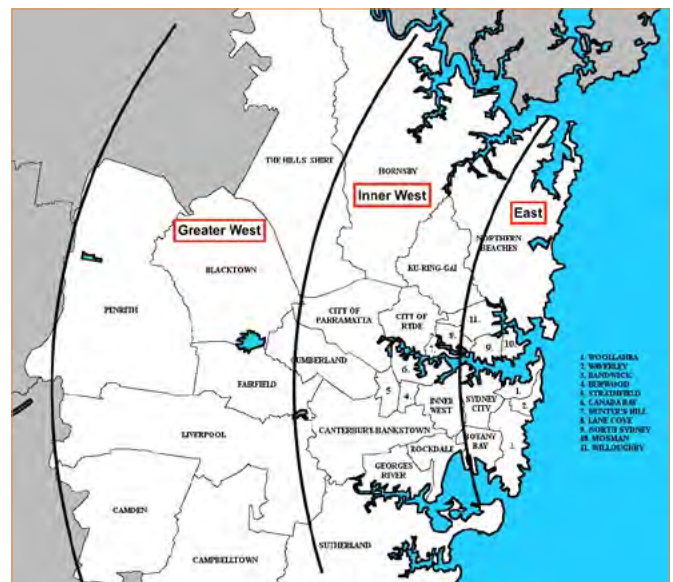 THE HILLS SHIRE
HORNSBY
Inner West
East
Greater West
NORTHERN
BEACHES
KU-RING-GAI
BLACKTOWN
PENRITH
CITY OF
PARRAMATTA
CITY OF
RYDE
11.
8.
9.
10.
7.
CUMBERLAND
6.
FAIRFIELD
5.
4.
INNER
WEST
SYDNEY
CITY
1.
2.
1. WOOLLAHRA
2. WAVERLEY
3. RANDWICK
4. BURWOOD
5. STRATHFIELD
6. CANADA BAY
7. HUNTER'S HILL
8. LANE COVE
9. NORTH SYDNEY
10. MOSMAN
11. WILLOUGHBY
LIVERPOOL
CANTERBURY-BANKSTOWN
ROCKDALE
BOTANY
BAY
3.
GEORGES
RIVER
CAMDEN
CAMPBELLTOWN
SUTHERLAND